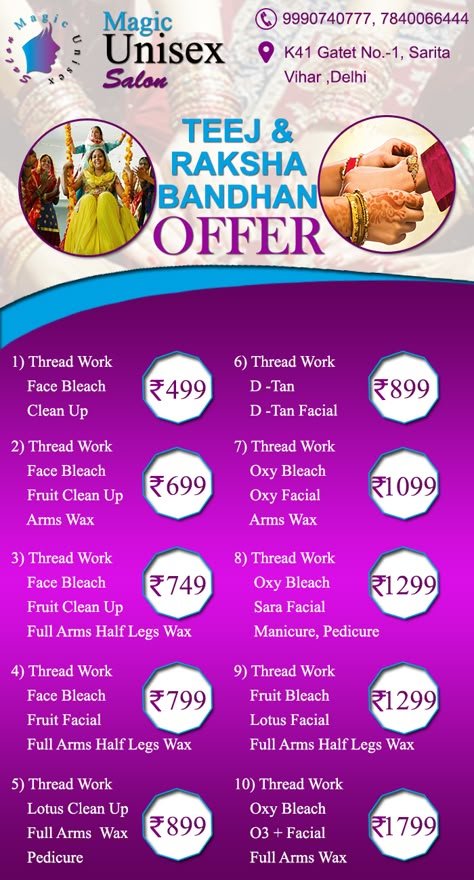 Magic Unisex Salon
Magic
Unisex
Salon
9990740777, 7840066444
K41 Gatet No.-1, Sarita
Vihar ,Delhi
TEEJ &
RAKSHA
BANDHAN
OFFER
1) Thread Work
Face Bleach
Clean Up
₹499
2) Thread Work
Face Bleach
Fruit Clean Up
Arms Wax
₹699
3) Thread Work
Face Bleach
Fruit Clean Up
Full Arms Half Legs Wax
₹749
4) Thread Work
Face Bleach
Fruit Facial
Full Arms Half Legs Wax
₹799
5) Thread Work
Lotus Clean Up
Full Arms Wax
Pedicure
₹899
6) Thread Work
D -Tan
D -Tan Facial
₹899
7) Thread Work
Oxy Bleach
Oxy Facial
Arms Wax
₹1099
8) Thread Work
Oxy Bleach
Sara Facial
Manicure, Pedicure
₹1299
9) Thread Work
Fruit Bleach
Lotus Facial
Full Arms Half Legs Wax
₹1299
10) Thread Work
Oxy Bleach
O3 + Facial
Full Arms Wax
₹1799